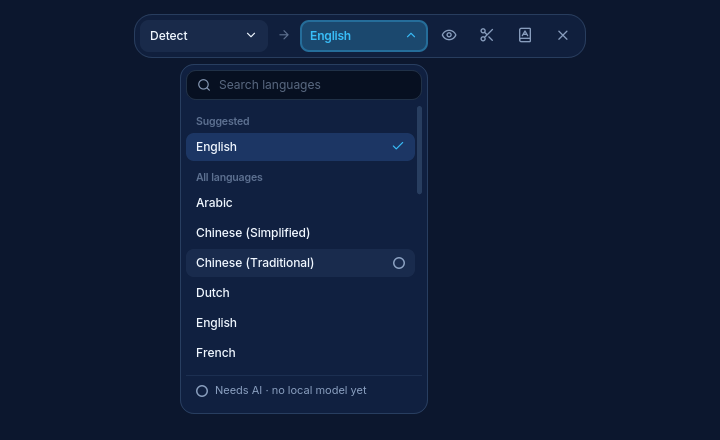 Detect
English
Search languages
Suggested
English
All languages
Arabic
Chinese (Simplified)
Chinese (Traditional)
Dutch
English
French
Needs AI · no local model yet